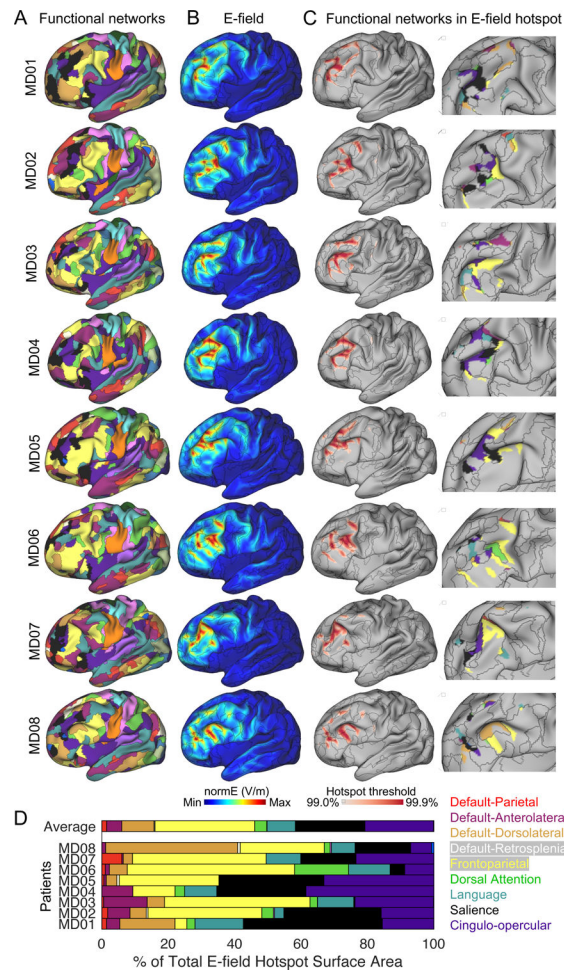 A Functional networks B E-field C Functional networks in E-field hotspot
MD01
MD02
MD03
MD04
MD05
MD06
MD07
MD08
normE (V/m) Hotspot threshold
Min Max 99.0% 99.9%
D
Average
Patients
MD08
MD07
MD06
MD05
MD04
MD03
MD02
MD01
0 20 40 60 80 100
% of Total E-field Hotspot Surface Area
Default-Parietal
Default-Anterolateral
Default-Dorsolateral
Default-Retrosplenial
Frontoparietal
Dorsal Attention
Language
Salience
Cingulo-opercular